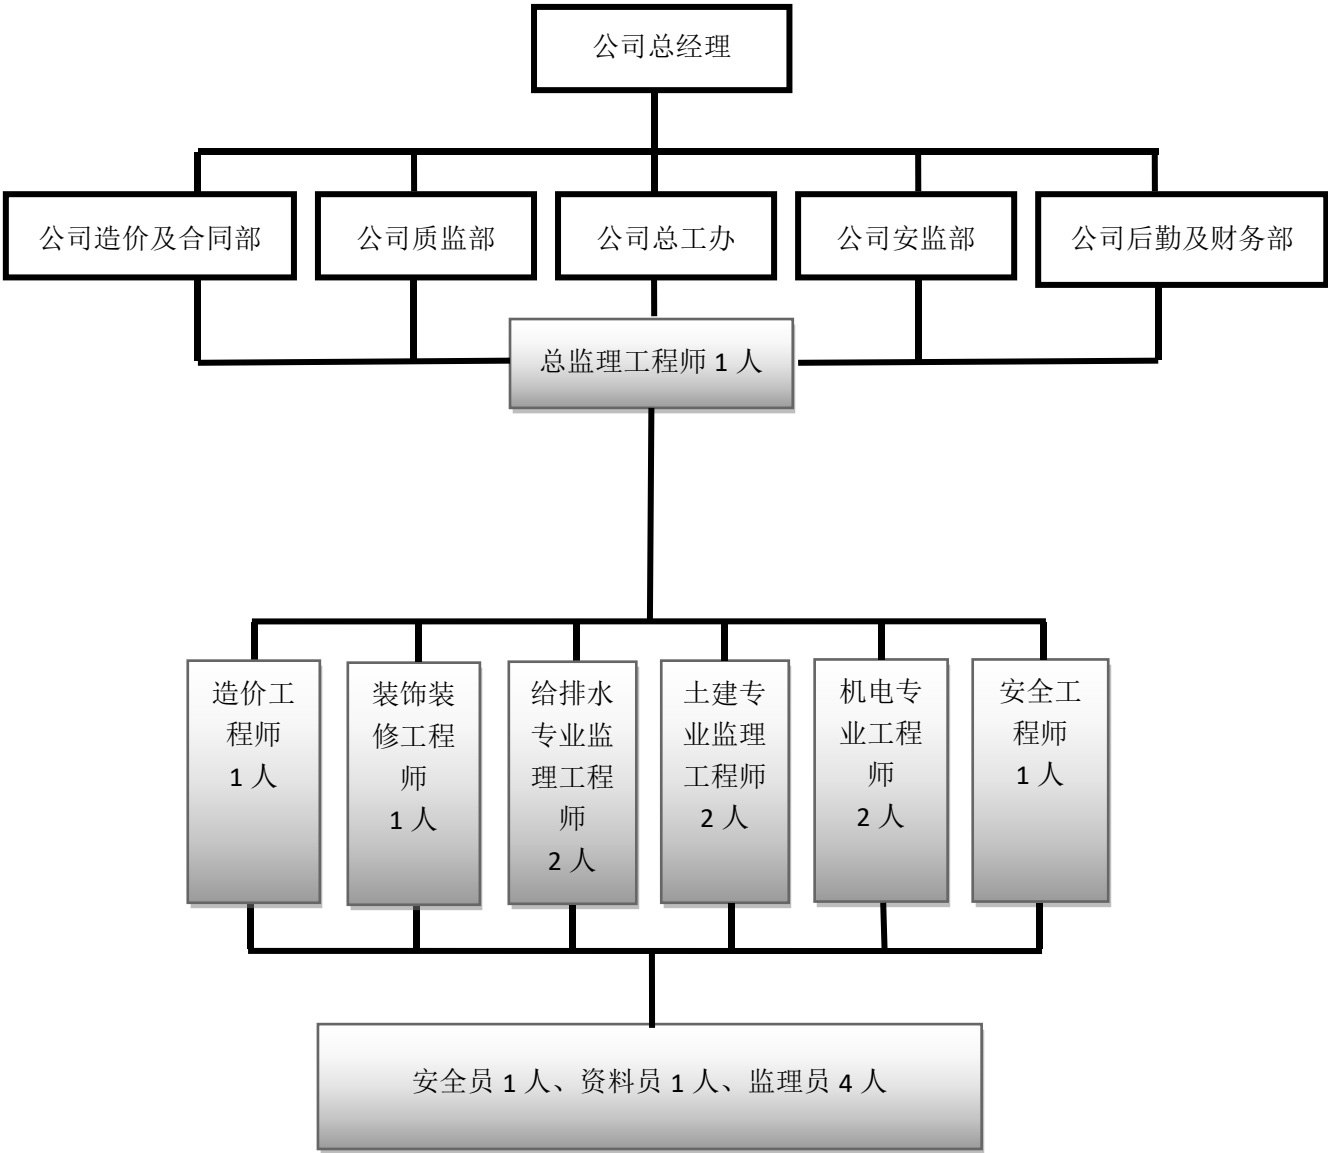 公司总经理
公司造价及合同部
公司质监部
公司总工办
公司安监部
公司后勤及财务部
总监理工程师 1 人
造价工
程师
1 人
装饰装
修工程
师
1 人
给排水
专业监
理工程
师
2 人
土建专
业监理
工程师
2 人
机电专
业工程
师
2 人
安全工
程师
1 人
安全员 1 人、资料员 1 人、监理员 4 人